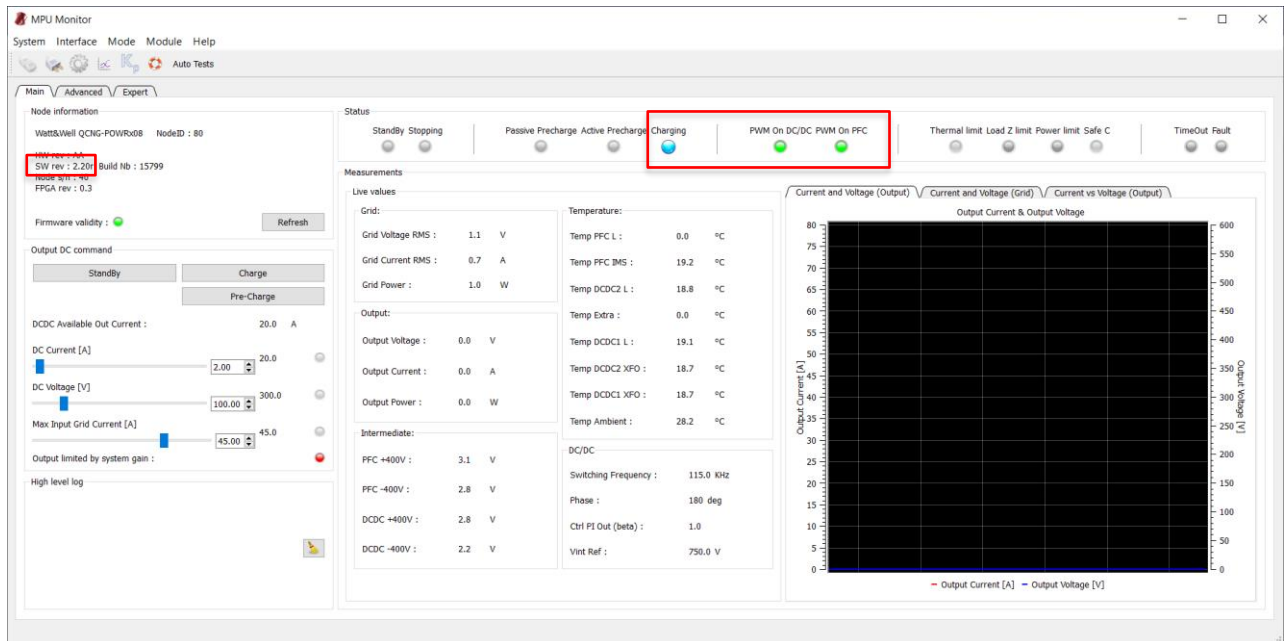 MPU Monitor
System Interface Mode Module Help
Kp Auto Tests
Main Advanced Expert
Node information
Watt&Well QCNG-POWRx08 NodeID : 80
HW rev : AA
SW rev : 2.20r Build Nb : 15799
Node s/n : 40
FPGA rev : 0.3
Firmware validity :
Refresh
Output DC command
StandBy Charge
Pre-Charge
DCDC Available Out Current : 20.0 A
DC Current [A]
2.00 20.0
DC Voltage [V]
100.00 300.0
Max Input Grid Current [A]
45.00 45.0
Output limited by system gain :
High level log
Status
StandBy Stopping Passive Precharge Active Precharge Charging PWM On DC/DC PWM On PFC Thermal limit Load Z limit Power limit Safe C TimeOut Fault
Measurements
Live values
Grid:
Grid Voltage RMS : 1.1 V
Grid Current RMS : 0.7 A
Grid Power : 1.0 W
Output:
Output Voltage : 0.0 V
Output Current : 0.0 A
Output Power : 0.0 W
Intermediate:
PFC +400V : 3.1 V
PFC -400V : 2.8 V
DCDC +400V : 2.8 V
DCDC -400V : 2.2 V
Temperature:
Temp PFC L : 0.0 °C
Temp PFC IMS : 19.2 °C
Temp DCDC2 L : 18.8 °C
Temp Extra : 0.0 °C
Temp DCDC1 L : 19.1 °C
Temp DCDC2 XFO : 18.7 °C
Temp DCDC1 XFO : 18.7 °C
Temp Ambient : 28.2 °C
DC/DC
Switching Frequency : 115.0 KHz
Phase : 180 deg
Ctrl PI Out (beta) : 1.0
Vint Ref : 750.0 V
Current and Voltage (Output) Current and Voltage (Grid) Current vs Voltage (Output)
Output Current & Output Voltage
Output Current [A]
80
75
70
65
60
55
50
45
40
35
30
25
20
15
10
5
0
600
550
500
450
400
350
300
250
200
150
100
50
0
Output Voltage [V]
Output Current [A] Output Voltage [V]